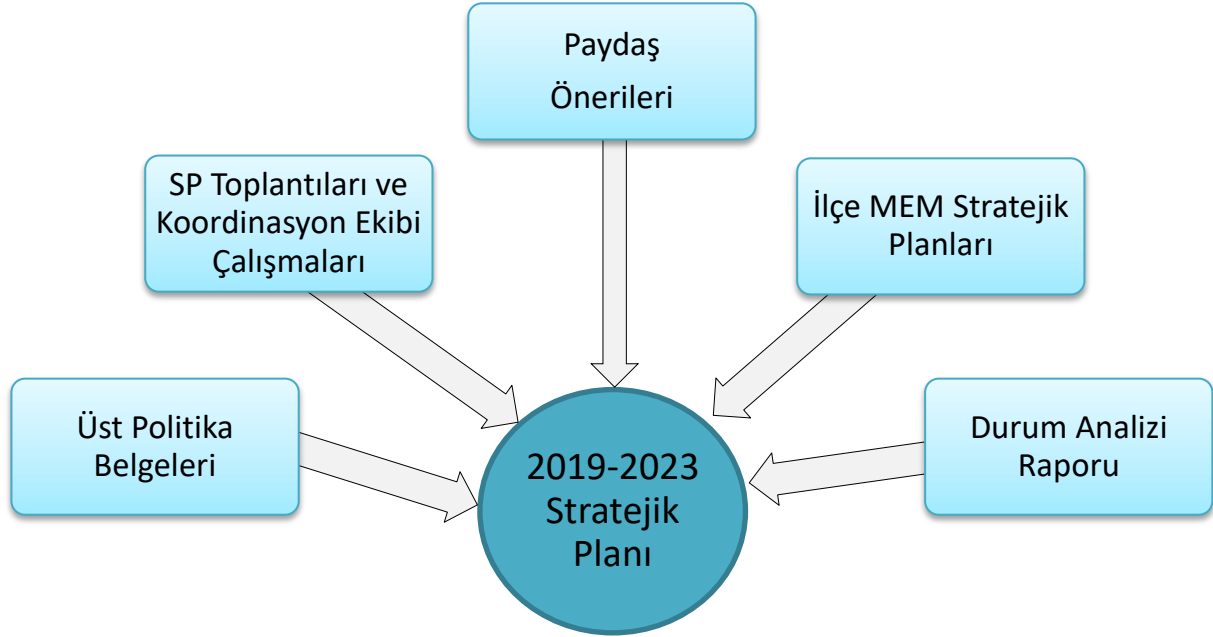 Paydaş
Önerileri
SP Toplantıları ve
Koordinasyon Ekibi
Çalışmaları
İlçe MEM Stratejik
Planları
Üst Politika
Belgeleri
Durum Analizi
Raporu
2019-2023
Stratejik
Planı